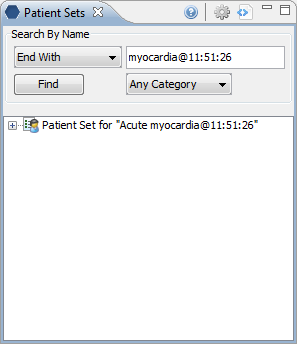 Patient Sets
Search By Name
End With
myocardia@11:51:26
Find
Any Category
Patient Set for "Acute myocardia@11:51:26"